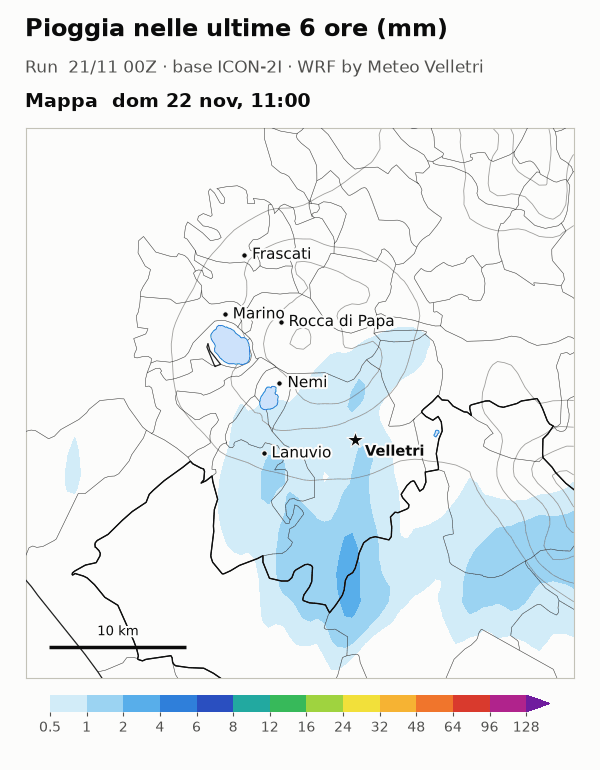 Pioggia nelle ultime 6 ore (mm)
Run  21/11 00Z · base ICON-2I · WRF by Meteo Velletri
Mappa  dom 22 nov, 11:00
Frascati
Marino
Rocca di Papa
Nemi
Velletri
Lanuvio
10 km
0.5 1 2 4 6 8 12 16 24 32 48 64 96 128